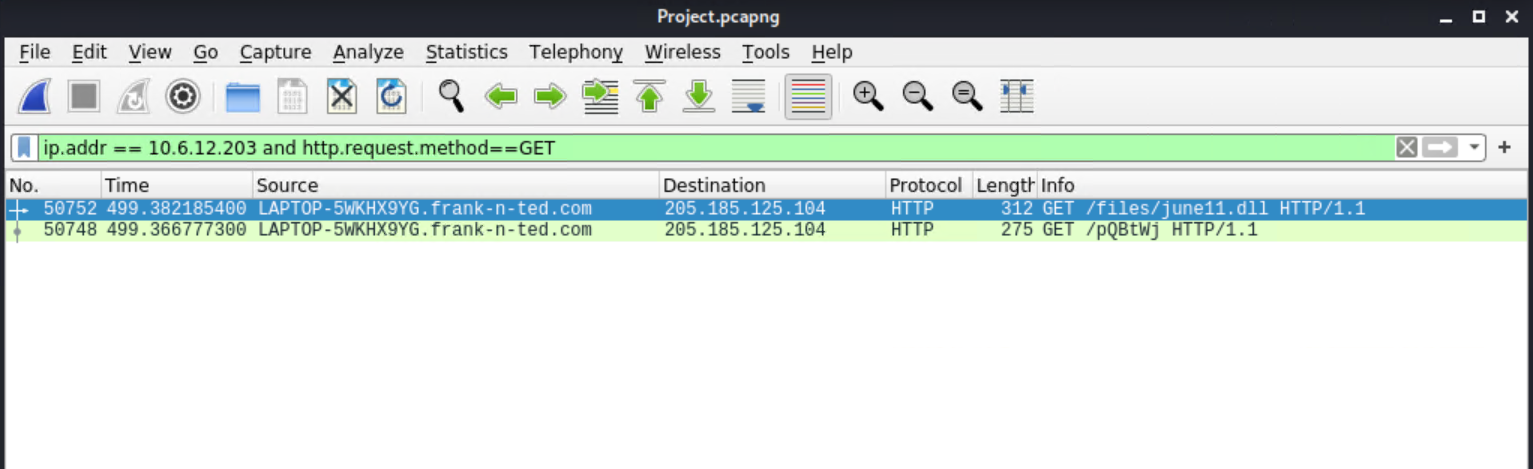 Project.pcapng
File Edit View Go Capture Analyze Statistics Telephony Wireless Tools Help
ip.addr == 10.6.12.203 and http.request.method==GET
No. Time Source Destination Protocol Length Info
50752 499.382185400 LAPTOP-5WKHX9YG.frank-n-ted.com 205.185.125.104 HTTP 312 GET /files/june11.dll HTTP/1.1
50748 499.366777300 LAPTOP-5WKHX9YG.frank-n-ted.com 205.185.125.104 HTTP 275 GET /pQBtWj HTTP/1.1